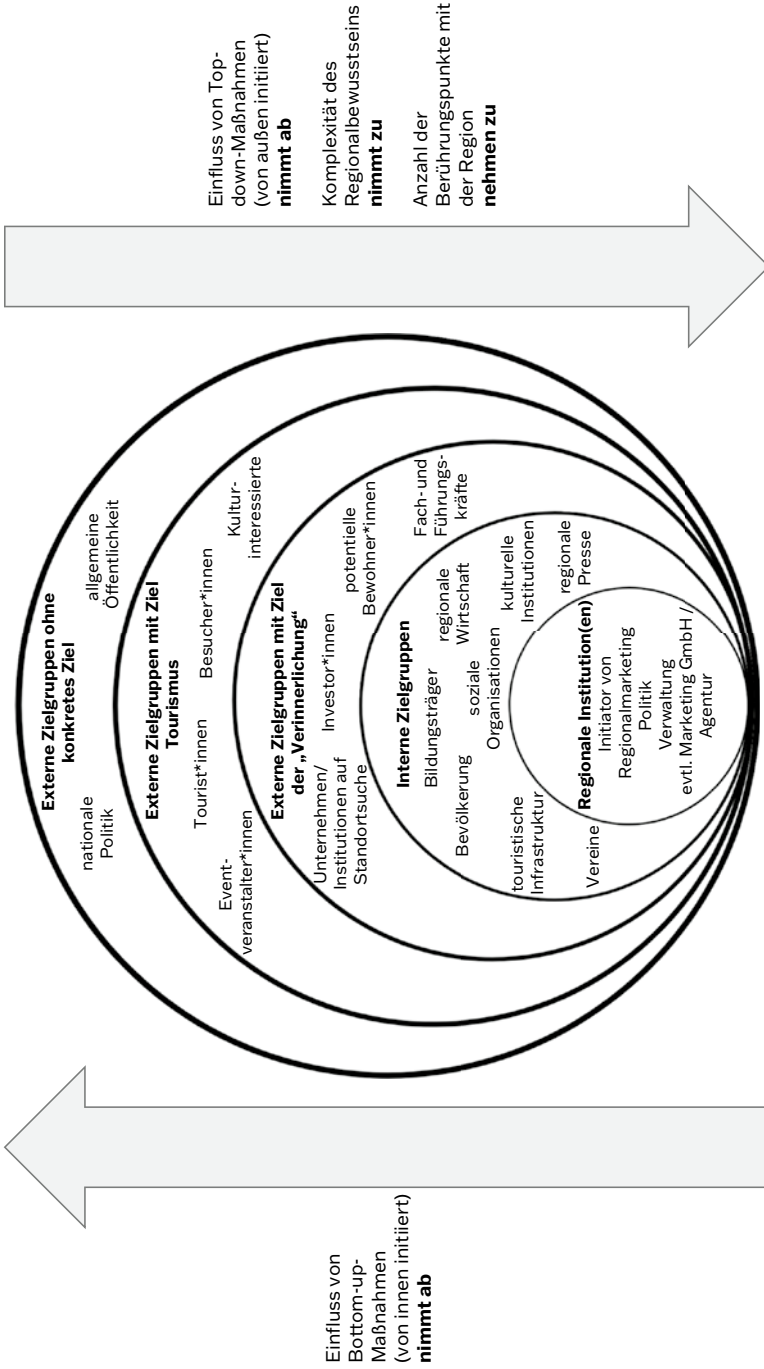 Einfluss von
Bottom-up-
Maßnahmen
(von innen initiiert)
nimmt ab
Externe Zielgruppen ohne
konkretes Ziel
nationale
Politik
allgemeine
Öffentlichkeit
Externe Zielgruppen mit Ziel
Tourismus
Event-
veranstalter*innen
Tourist*innen
Besucher*innen
Kultur-
interessierte
Externe Zielgruppen mit Ziel
der „Verinnerlichung“
Unternehmen/
Institutionen auf
Standortsuche
Investor*innen
potentielle
Bewohner*innen
Fach- und
Führungs-
kräfte
Interne Zielgruppen
Bevölkerung
Bildungsträger
soziale
Organisationen
regionale
Wirtschaft
kulturelle
Institutionen
regionale
Presse
touristische
Infrastruktur
Vereine
Regionale Institution(en)
Initiator von
Regionalmarketing
Politik
Verwaltung
evtl. Marketing GmbH /
Agentur
Einfluss von Top-
down-Maßnahmen
(von außen initiiert)
nimmt ab
Komplexität des
Regionalbewusstseins
nimmt zu
Anzahl der
Berührungspunkte mit
der Region
nehmen zu